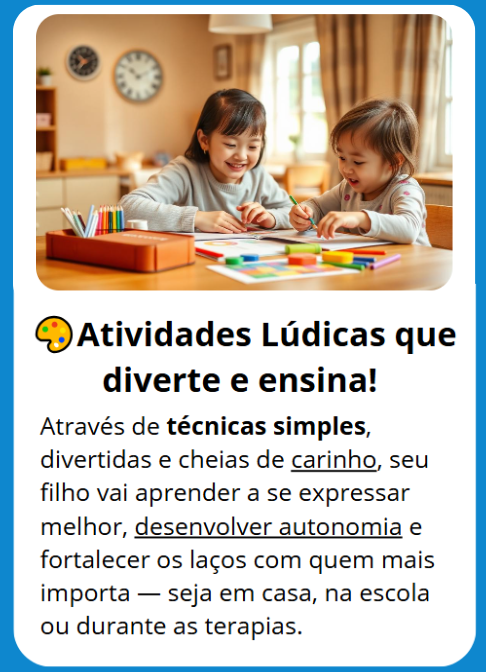 🎨Atividades Lúdicas que
diverte e ensina!
Através de técnicas simples,
divertidas e cheias de carinho, seu
filho vai aprender a se expressar
melhor, desenvolver autonomia e
fortalecer os laços com quem mais
importa — seja em casa, na escola
ou durante as terapias.